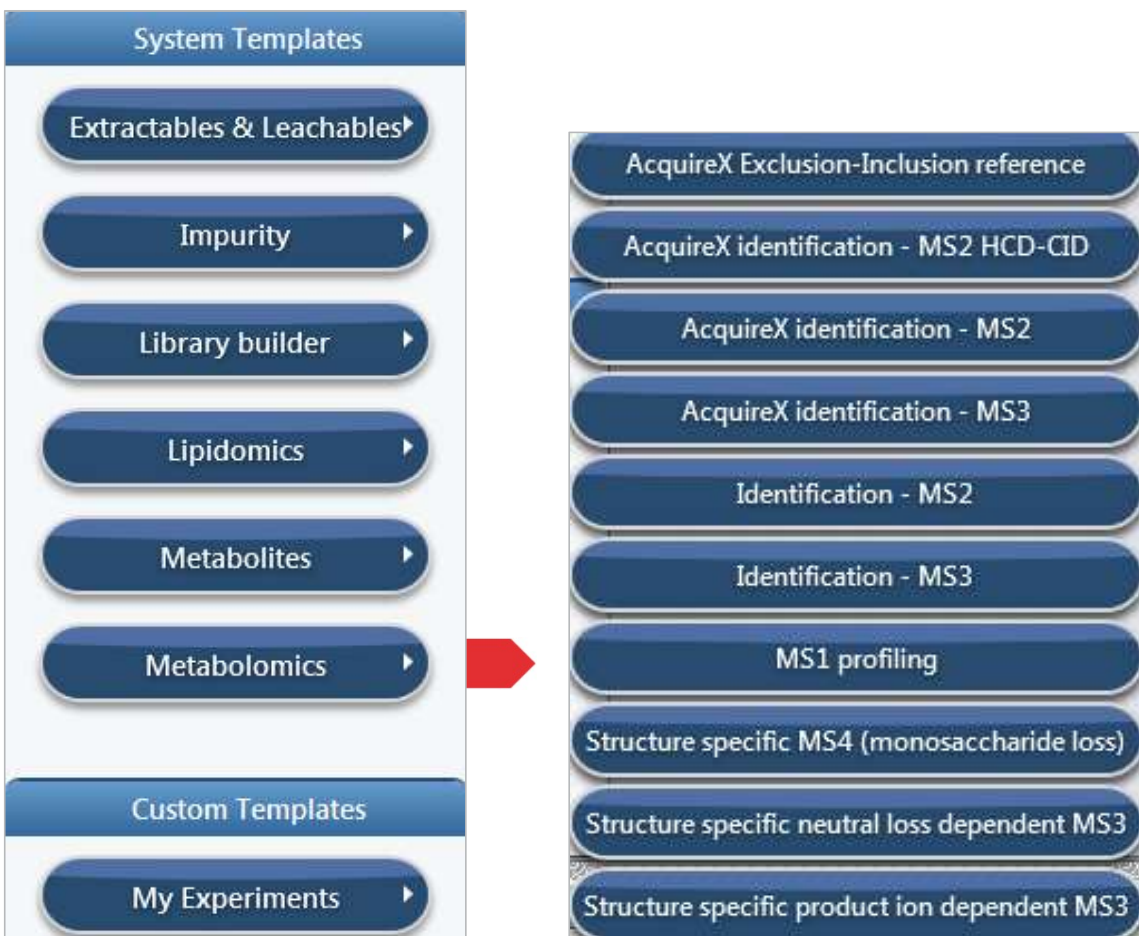 System Templates
Extractables & Leachables
Impurity
Library builder
Lipidomics
Metabolites
Metabolomics
Custom Templates
My Experiments
AcquireX Exclusion-Inclusion reference
AcquireX identification - MS2 HCD-CID
AcquireX identification - MS2
AcquireX identification - MS3
Identification - MS2
Identification - MS3
MS1 profiling
Structure specific MS4 (monosaccharide loss)
Structure specific neutral loss dependent MS3
Structure specific product ion dependent MS3